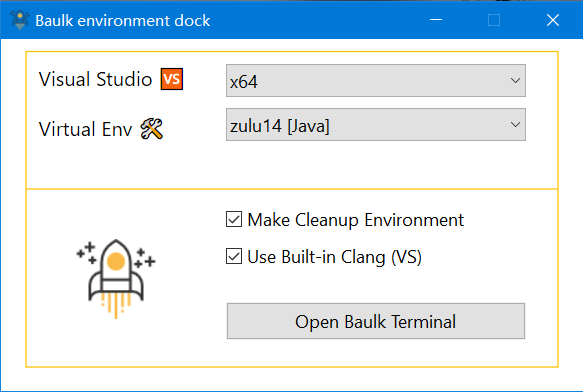 Baulk environment dock
Visual Studio VS x64
Virtual Env zulu14 [Java]
Make Cleanup Environment
Use Built-in Clang (VS)
Open Baulk Terminal